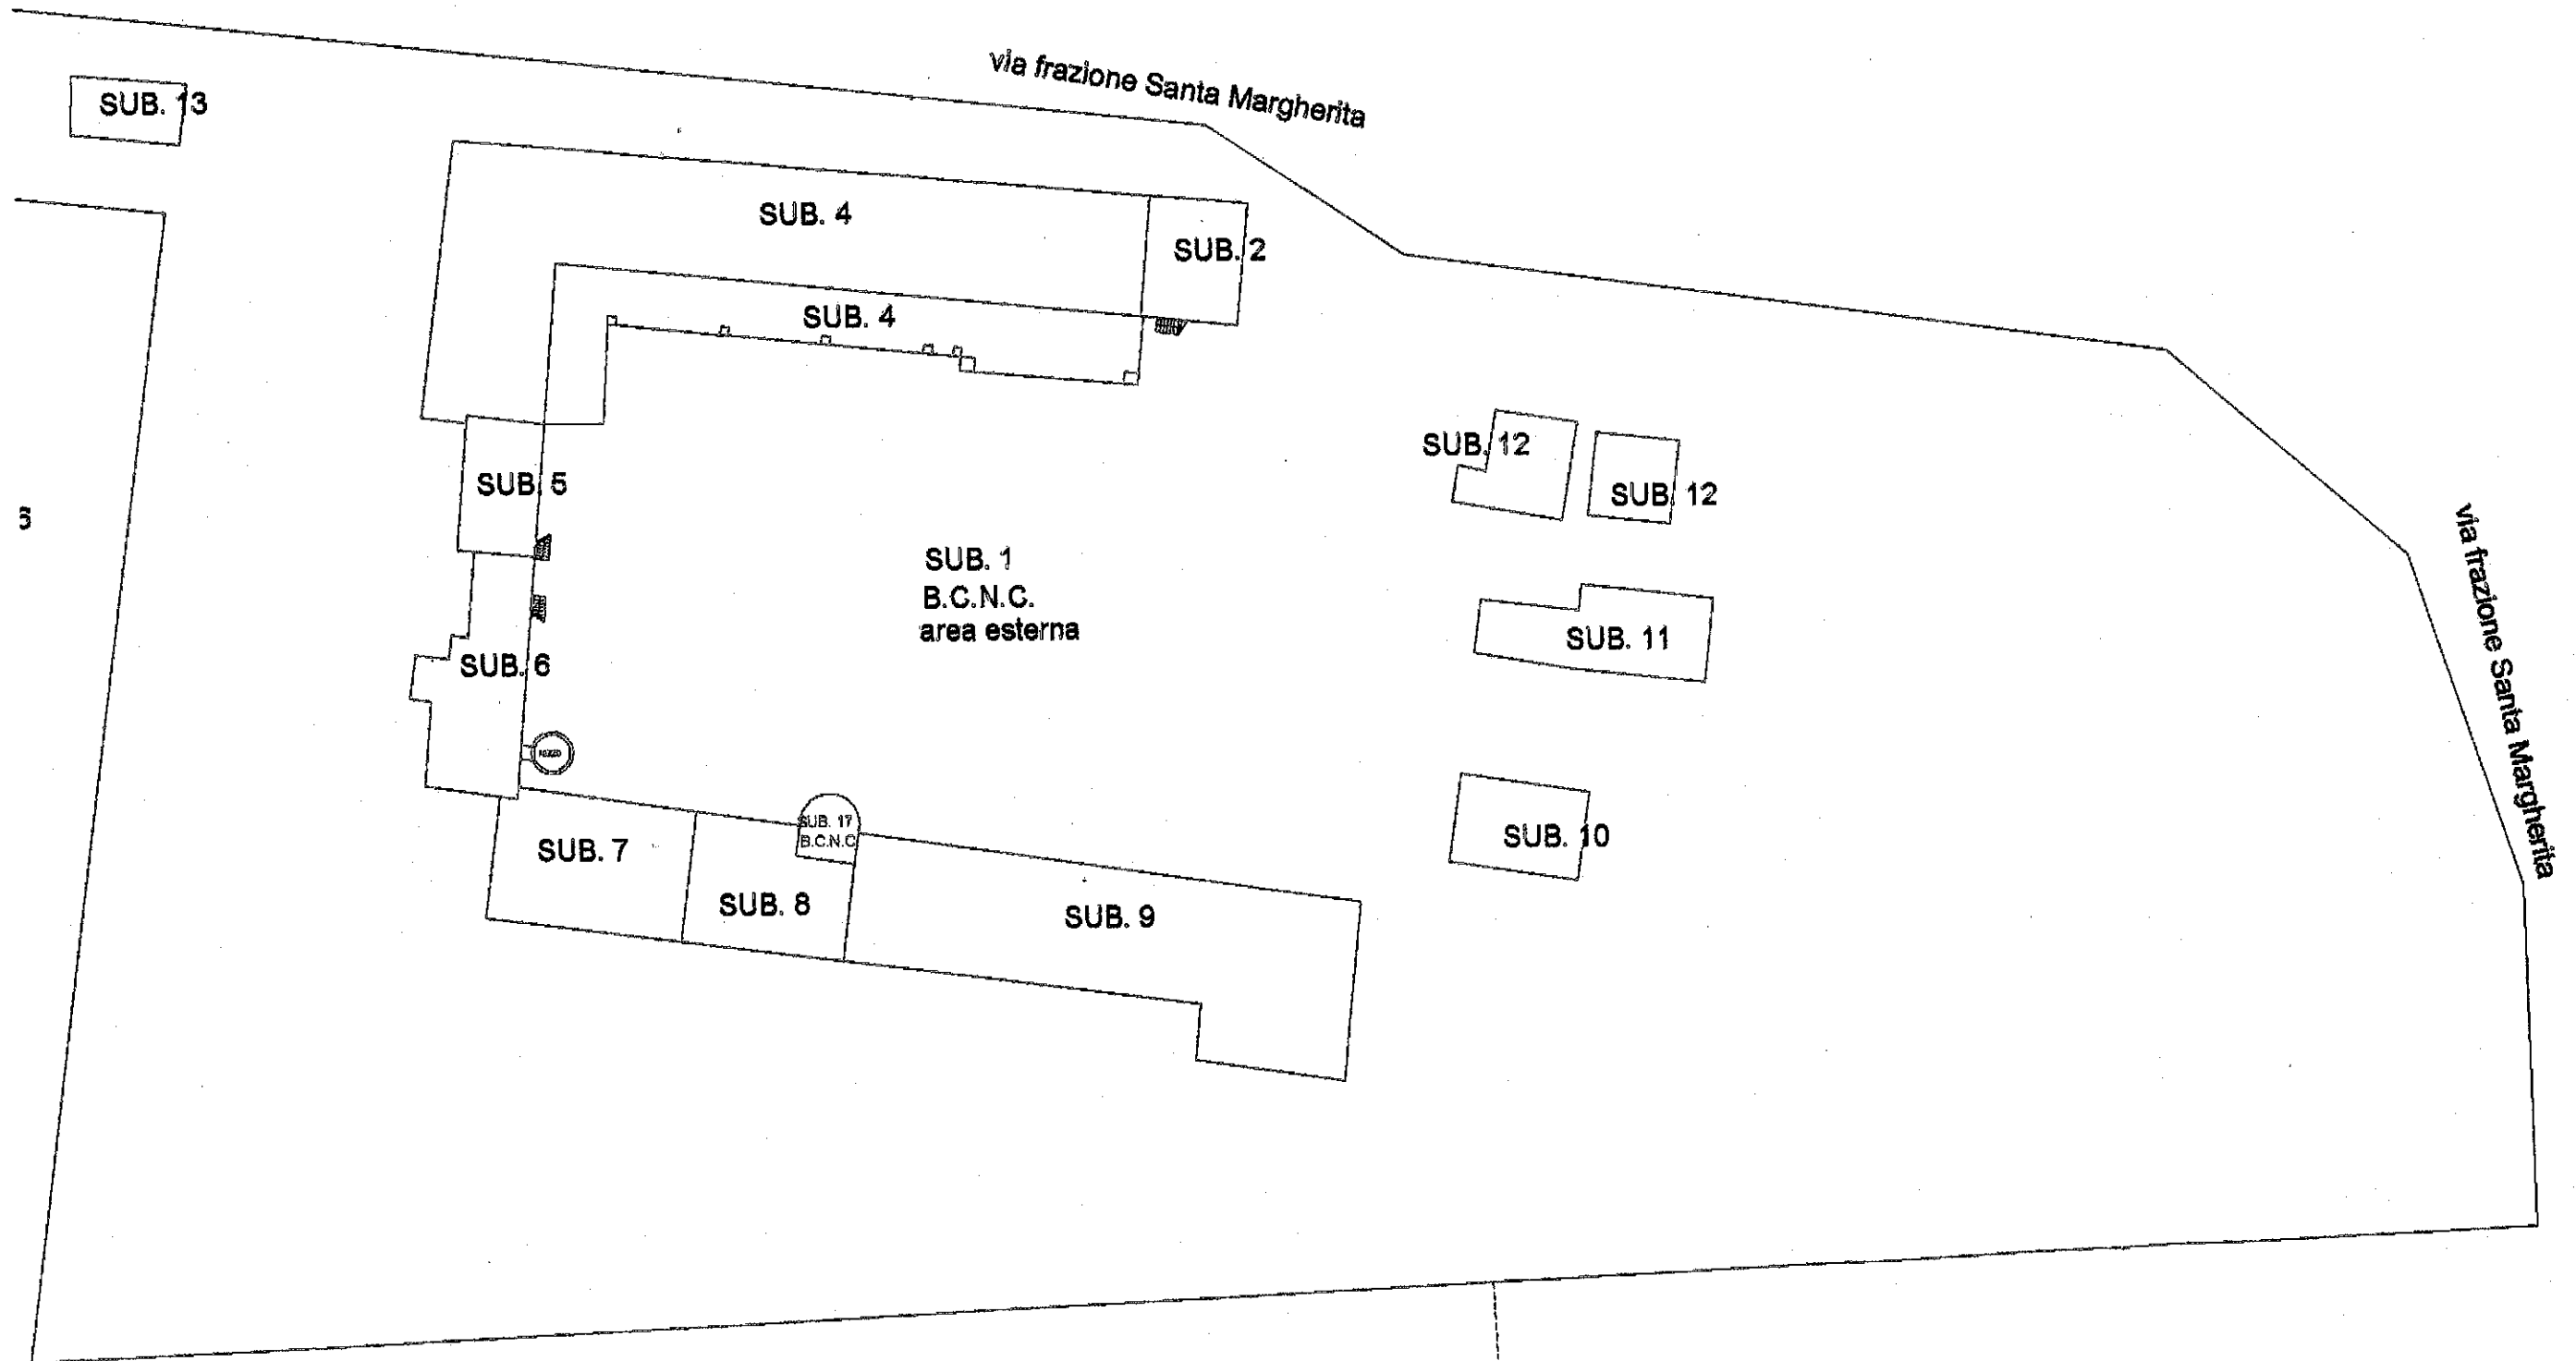 via frazione Santa Margherita
SUB. 13
SUB. 4
SUB. 2
SUB. 4
SUB. 12
SUB. 5
SUB. 12
SUB. 1
B.C.N.C.
area esterna
SUB. 11
SUB. 6
via frazione Santa Margherita
SUB. 17
B.C.N.C
SUB. 7
SUB. 10
SUB. 8
SUB. 9